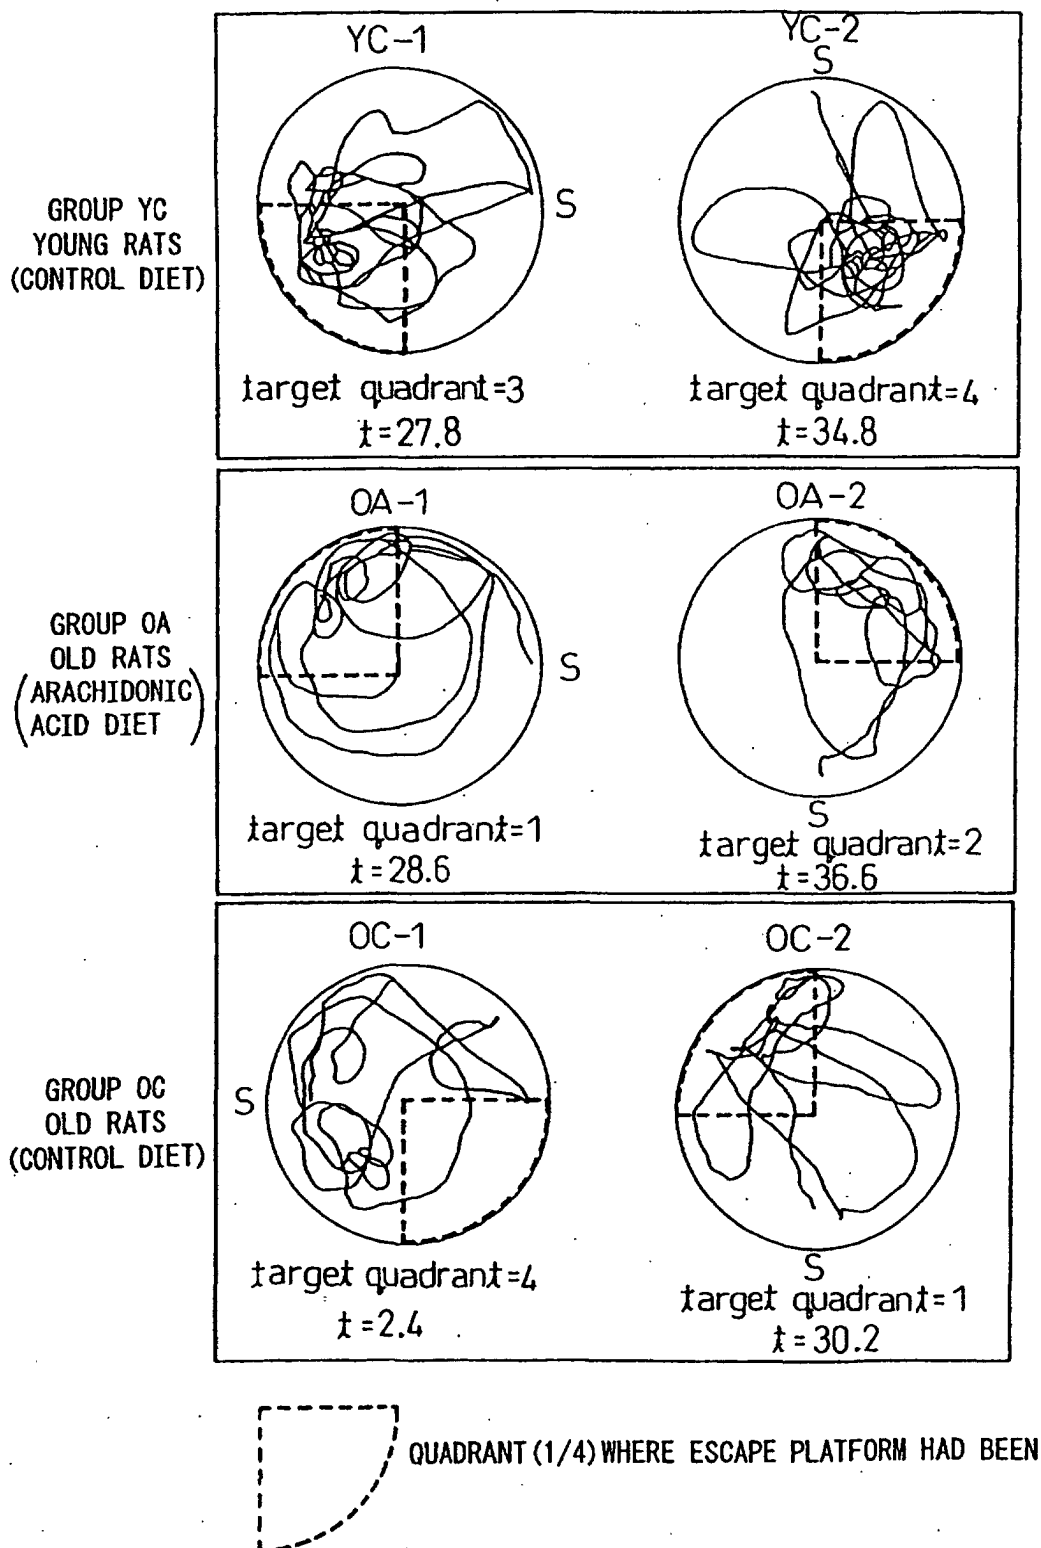 GROUP YC
YOUNG RATS
(CONTROL DIET)
YC-1
S
target quadrant=3
t=27.8
YC-2
S
target quadrant=4
t=34.8
GROUP OA
OLD RATS
(ARACHIDONIC
ACID DIET)
OA-1
S
target quadrant=1
t=28.6
OA-2
S
target quadrant=2
t=36.6
GROUP OC
OLD RATS
(CONTROL DIET)
OC-1
S
target quadrant=4
t=2.4
OC-2
S
target quadrant=1
t=30.2
QUADRANT (1/4) WHERE ESCAPE PLATFORM HAD BEEN